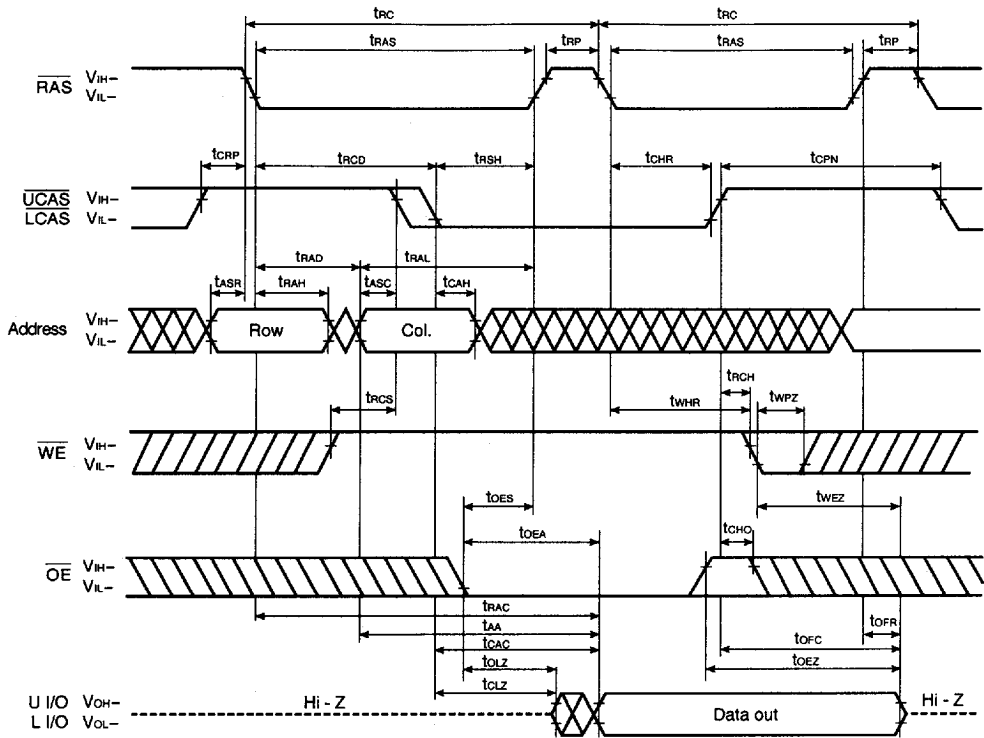 tRC tRC
tRAS tRP tRAS tRP
RAS VIH– VIL–
tCRP tRCD tRSH tCHR tCPN
UCAS VIH–
LCAS VIL–
tRAD tRAL
tASR tRAH tASC tCAH
Address VIH– VIL–
Row Col.
tRCH
tRCS tWHR tWPZ
WE VIH– VIL–
tOES tWEZ
tOEA tCHO
OE VIH– VIL–
tRAC
tAA tOFR
tCAC tOFC
tOLZ tOEZ
tCLZ
U I/O VOH–
L I/O VOL–
Hi - Z Data out Hi - Z